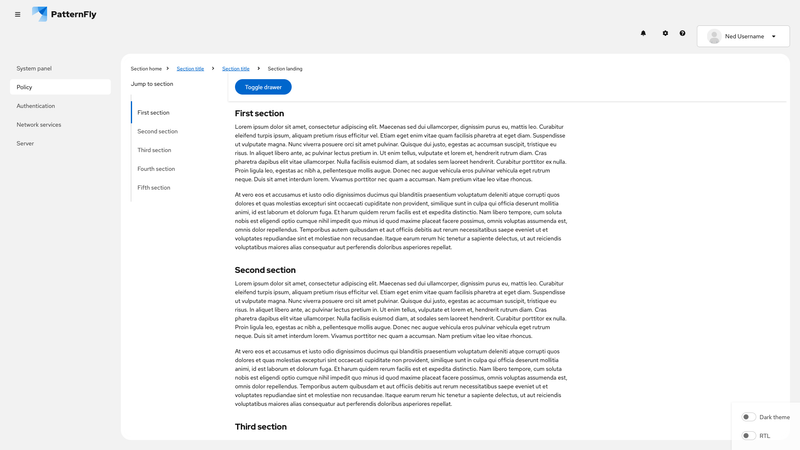 PatternFly
Ned Username
System panel
Policy
Authentication
Network services
Server
Section home
Section title
Section title
Section landing
Jump to section
First section
Second section
Third section
Fourth section
Fifth section
Toggle drawer
First section
Lorem ipsum dolor sit amet, consectetur adipiscing elit. Maecenas sed dui ullamcorper, dignissim purus eu, mattis leo. Curabitur
eleifend turpis ipsum, aliquam pretium risus efficitur vel. Etiam eget enim vitae quam facilisis pharetra at eget diam. Suspendisse
ut vulputate magna. Nunc viverra posuere orci sit amet pulvinar. Quisque dui justo, egestas ac accumsan suscipit, tristique eu
risus. In aliquet libero ante, ac pulvinar lectus pretium in. Ut enim tellus, vulputate et lorem et, hendrerit rutrum diam. Cras
pharetra dapibus elit vitae ullamcorper. Nulla facilisis euismod diam, at sodales sem laoreet hendrerit. Curabitur porttitor ex nulla.
Proin ligula leo, egestas ac nibh a, pellentesque mollis augue. Donec nec augue vehicula eros pulvinar vehicula eget rutrum
neque. Duis sit amet interdum lorem. Vivamus porttitor nec quam a accumsan. Nam pretium vitae leo vitae rhoncus.
At vero eos et accusamus et iusto odio dignissimos ducimus qui blanditiis praesentium voluptatum deleniti atque corrupti quos
dolores et quas molestias excepturi sint occaecati cupiditate non provident, similique sunt in culpa qui officia deserunt mollitia
animi, id est laborum et dolorum fuga. Et harum quidem rerum facilis est et expedita distinctio. Nam libero tempore, cum soluta
nobis est eligendi optio cumque nihil impedit quo minus id quod maxime placeat facere possimus, omnis voluptas assumenda est,
omnis dolor repellendus. Temporibus autem quibusdam et aut officiis debitis aut rerum necessitatibus saepe eveniet ut et
voluptates repudiandae sint et molestiae non recusandae. Itaque earum rerum hic tenetur a sapiente delectus, ut aut reiciendis
voluptatibus maiores alias consequatur aut perferendis doloribus asperiores repellat.
Second section
Lorem ipsum dolor sit amet, consectetur adipiscing elit. Maecenas sed dui ullamcorper, dignissim purus eu, mattis leo. Curabitur
eleifend turpis ipsum, aliquam pretium risus efficitur vel. Etiam eget enim vitae quam facilisis pharetra at eget diam. Suspendisse
ut vulputate magna. Nunc viverra posuere orci sit amet pulvinar. Quisque dui justo, egestas ac accumsan suscipit, tristique eu
risus. In aliquet libero ante, ac pulvinar lectus pretium in. Ut enim tellus, vulputate et lorem et, hendrerit rutrum diam. Cras
pharetra dapibus elit vitae ullamcorper. Nulla facilisis euismod diam, at sodales sem laoreet hendrerit. Curabitur porttitor ex nulla.
Proin ligula leo, egestas ac nibh a, pellentesque mollis augue. Donec nec augue vehicula eros pulvinar vehicula eget rutrum
neque. Duis sit amet interdum lorem. Vivamus porttitor nec quam a accumsan. Nam pretium vitae leo vitae rhoncus.
At vero eos et accusamus et iusto odio dignissimos ducimus qui blanditiis praesentium voluptatum deleniti atque corrupti quos
dolores et quas molestias excepturi sint occaecati cupiditate non provident, similique sunt in culpa qui officia deserunt mollitia
animi, id est laborum et dolorum fuga. Et harum quidem rerum facilis est et expedita distinctio. Nam libero tempore, cum soluta
nobis est eligendi optio cumque nihil impedit quo minus id quod maxime placeat facere possimus, omnis voluptas assumenda est,
omnis dolor repellendus. Temporibus autem quibusdam et aut officiis debitis aut rerum necessitatibus saepe eveniet ut et
voluptates repudiandae sint et molestiae non recusandae. Itaque earum rerum hic tenetur a sapiente delectus, ut aut reiciendis
voluptatibus maiores alias consequatur aut perferendis doloribus asperiores repellat.
Third section
Dark theme
RTL